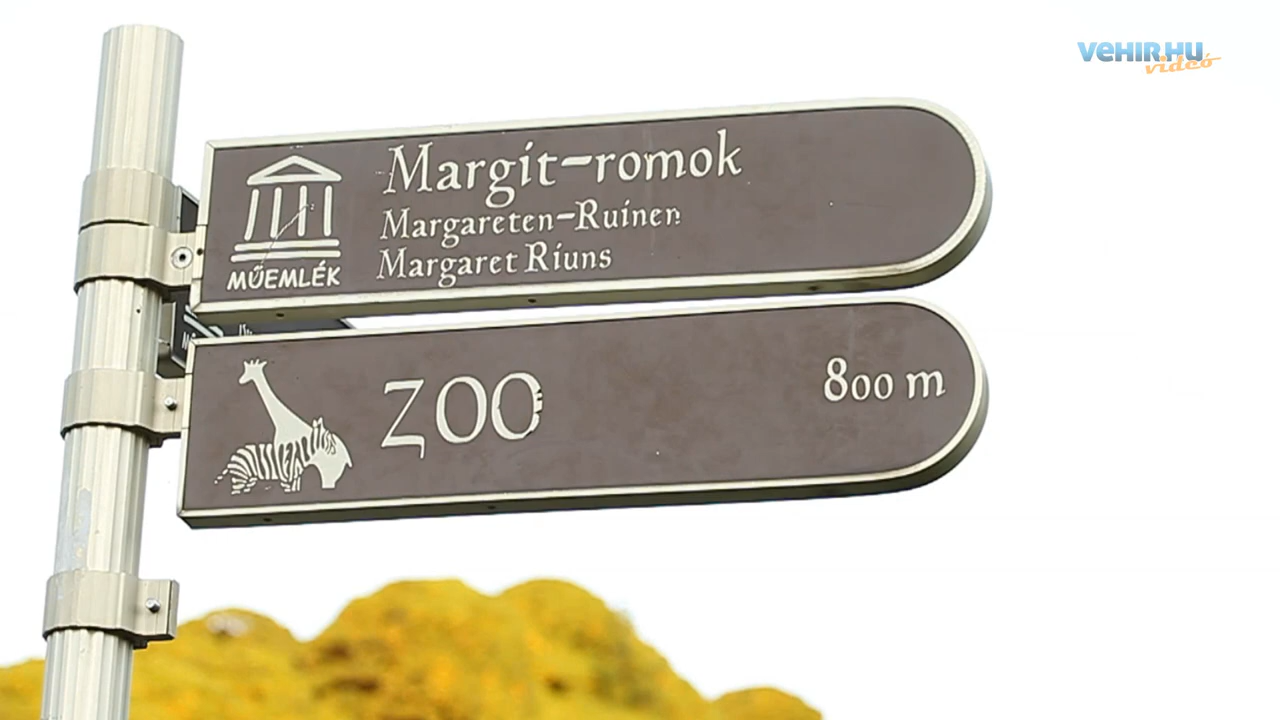 VEHIR.HU
videó
Margit-romok
Margareten-Ruinen
Margaret Riuns
MŰEMLÉK
ZOO
800 m